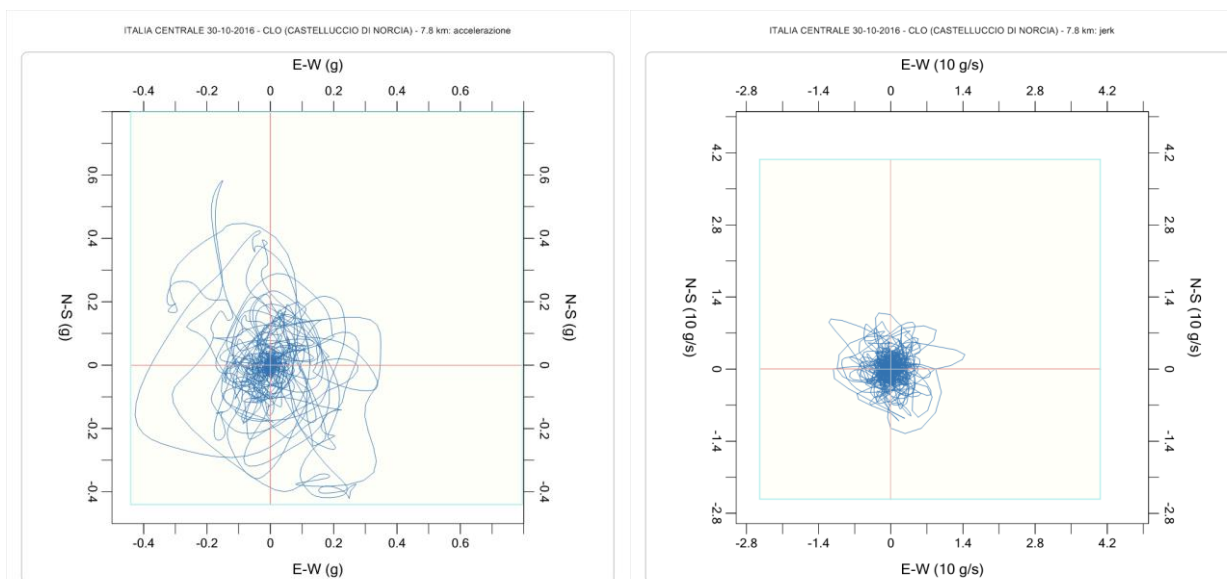 ITALIA CENTRALE 30-10-2016 - CLO (CASTELLUCCIO DI NORCIA) - 7.8 km: accelerazione
E-W (g)
-0.4 -0.2 0 0.2 0.4 0.6
N-S (g)
0.6
0.4
0.2
0
-0.2
-0.4
N-S (g)
0.6
0.4
0.2
0
-0.2
-0.4
-0.4 -0.2 0 0.2 0.4 0.6
E-W (g)
ITALIA CENTRALE 30-10-2016 - CLO (CASTELLUCCIO DI NORCIA) - 7.8 km: jerk
E-W (10 g/s)
-2.8 -1.4 0 1.4 2.8 4.2
N-S (10 g/s)
4.2
2.8
1.4
0
-1.4
-2.8
N-S (10 g/s)
4.2
2.8
1.4
0
-1.4
-2.8
-2.8 -1.4 0 1.4 2.8 4.2
E-W (10 g/s)